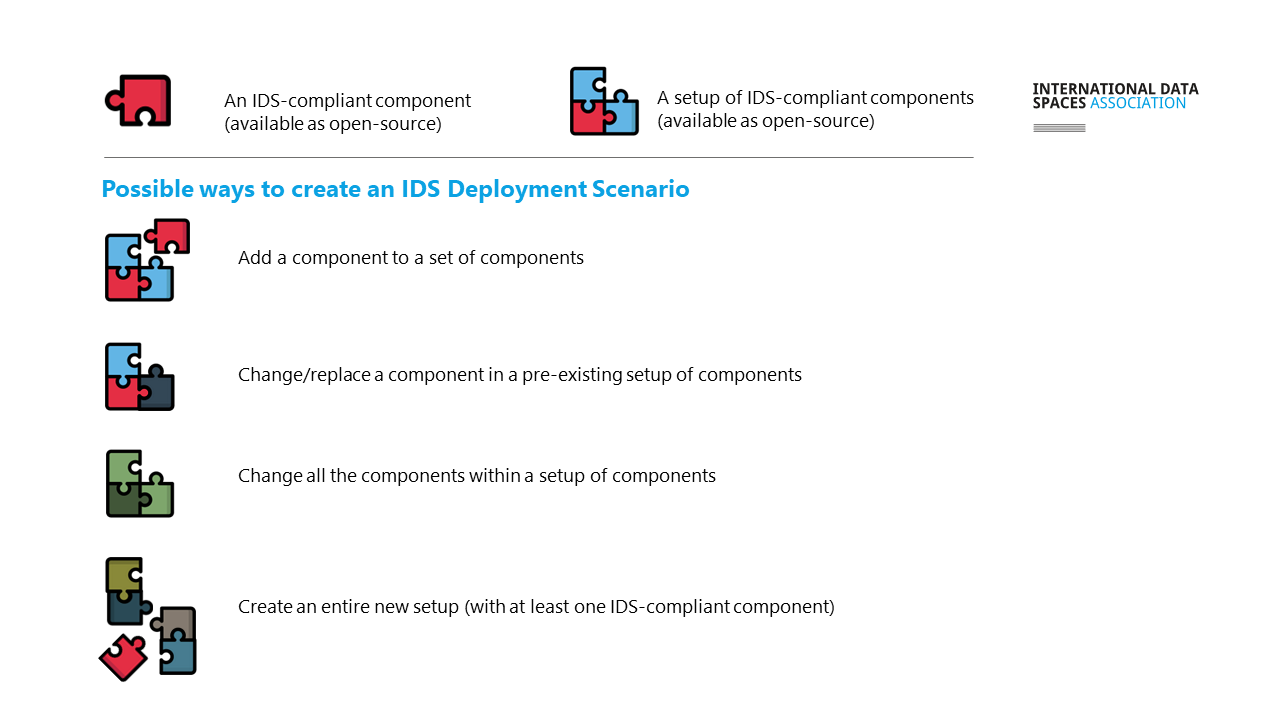 An IDS-compliant component
(available as open-source)
A setup of IDS-compliant components
(available as open-source)
INTERNATIONAL DATA
SPACES ASSOCIATION
Possible ways to create an IDS Deployment Scenario
Add a component to a set of components
Change/replace a component in a pre-existing setup of components
Change all the components within a setup of components
Create an entire new setup (with at least one IDS-compliant component)